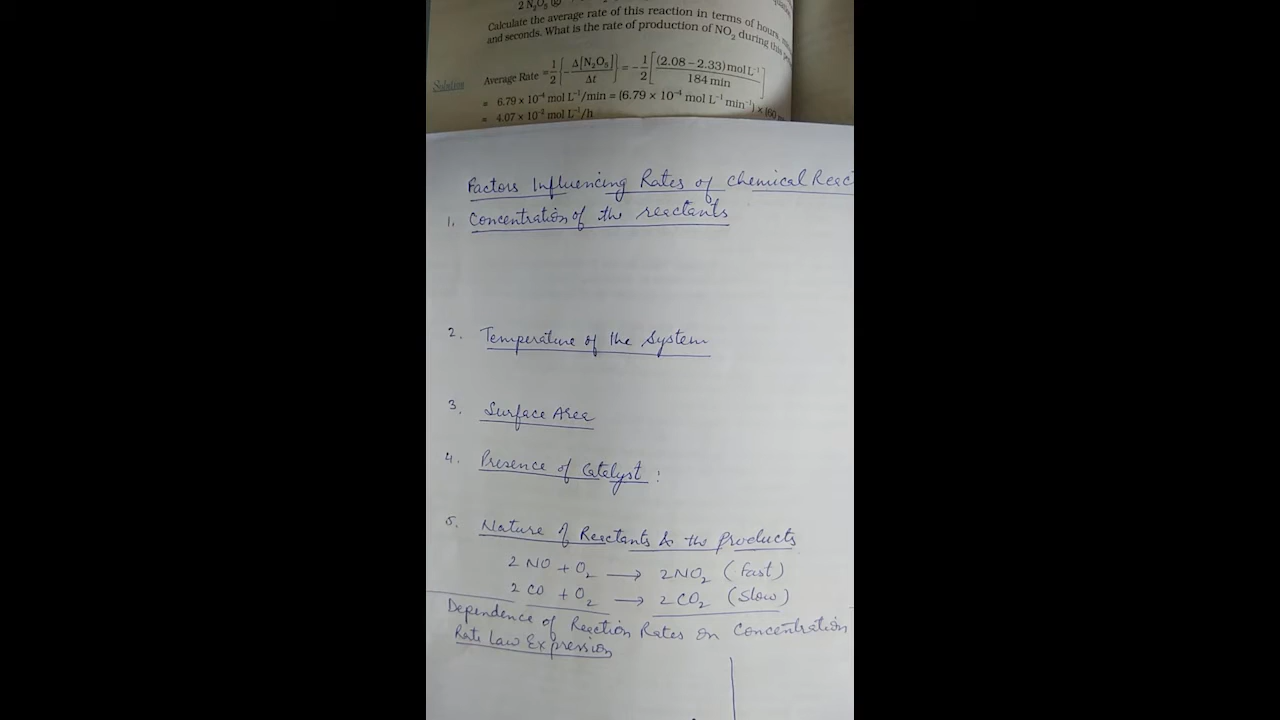 2 N₂O₅ (g)
Calculate the average rate of this reaction in terms of hours,
and seconds. What is the rate of production of NO₂ during this
Solution
Average Rate = 1/2 {− Δ[N₂O₅]/Δt} = − 1/2 [(2.08 − 2.33) mol L⁻¹ / 184 min]
= 6.79 × 10⁻⁴ mol L⁻¹/min = (6.79 × 10⁻⁴ mol L⁻¹ min⁻¹) × (60
= 4.07 × 10⁻² mol L⁻¹/h
Factors Influencing Rates of Chemical Reac
1. Concentration of the reactants
2. Temperature of the System
3. Surface Area
4. Presence of Catalyst :
5. Nature of Reactants & the products
2 NO + O₂ → 2NO₂ (Fast)
2 CO + O₂ → 2CO₂ (Slow)
Dependence of Reaction Rates on Concentration
Rate Law Expression